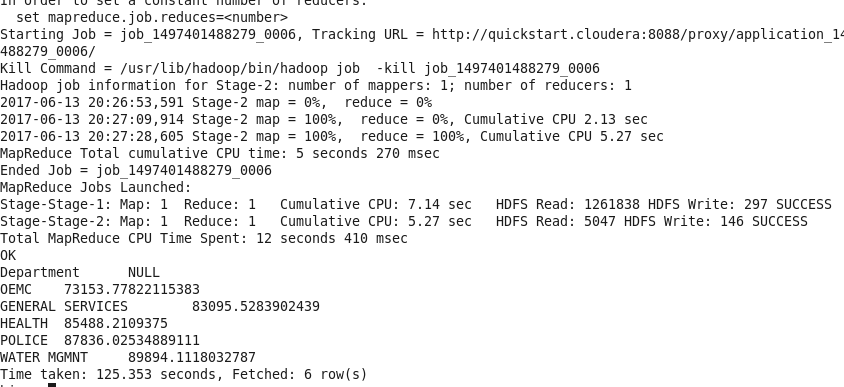 In order to set a constant number of reducers:
  set mapreduce.job.reduces=<number>
Starting Job = job_1497401488279_0006, Tracking URL = http://quickstart.cloudera:8088/proxy/application_14
488279_0006/
Kill Command = /usr/lib/hadoop/bin/hadoop job  -kill job_1497401488279_0006
Hadoop job information for Stage-2: number of mappers: 1; number of reducers: 1
2017-06-13 20:26:53,591 Stage-2 map = 0%,  reduce = 0%
2017-06-13 20:27:09,914 Stage-2 map = 100%,  reduce = 0%, Cumulative CPU 2.13 sec
2017-06-13 20:27:28,605 Stage-2 map = 100%,  reduce = 100%, Cumulative CPU 5.27 sec
MapReduce Total cumulative CPU time: 5 seconds 270 msec
Ended Job = job_1497401488279_0006
MapReduce Jobs Launched:
Stage-Stage-1: Map: 1  Reduce: 1   Cumulative CPU: 7.14 sec   HDFS Read: 1261838 HDFS Write: 297 SUCCESS
Stage-Stage-2: Map: 1  Reduce: 1   Cumulative CPU: 5.27 sec   HDFS Read: 5047 HDFS Write: 146 SUCCESS
Total MapReduce CPU Time Spent: 12 seconds 410 msec
OK
Department      NULL
OEMC    73153.77822115383
GENERAL SERVICES        83095.5283902439
HEALTH  85488.2109375
POLICE  87836.02534889111
WATER MGMNT     89894.1118032787
Time taken: 125.353 seconds, Fetched: 6 row(s)